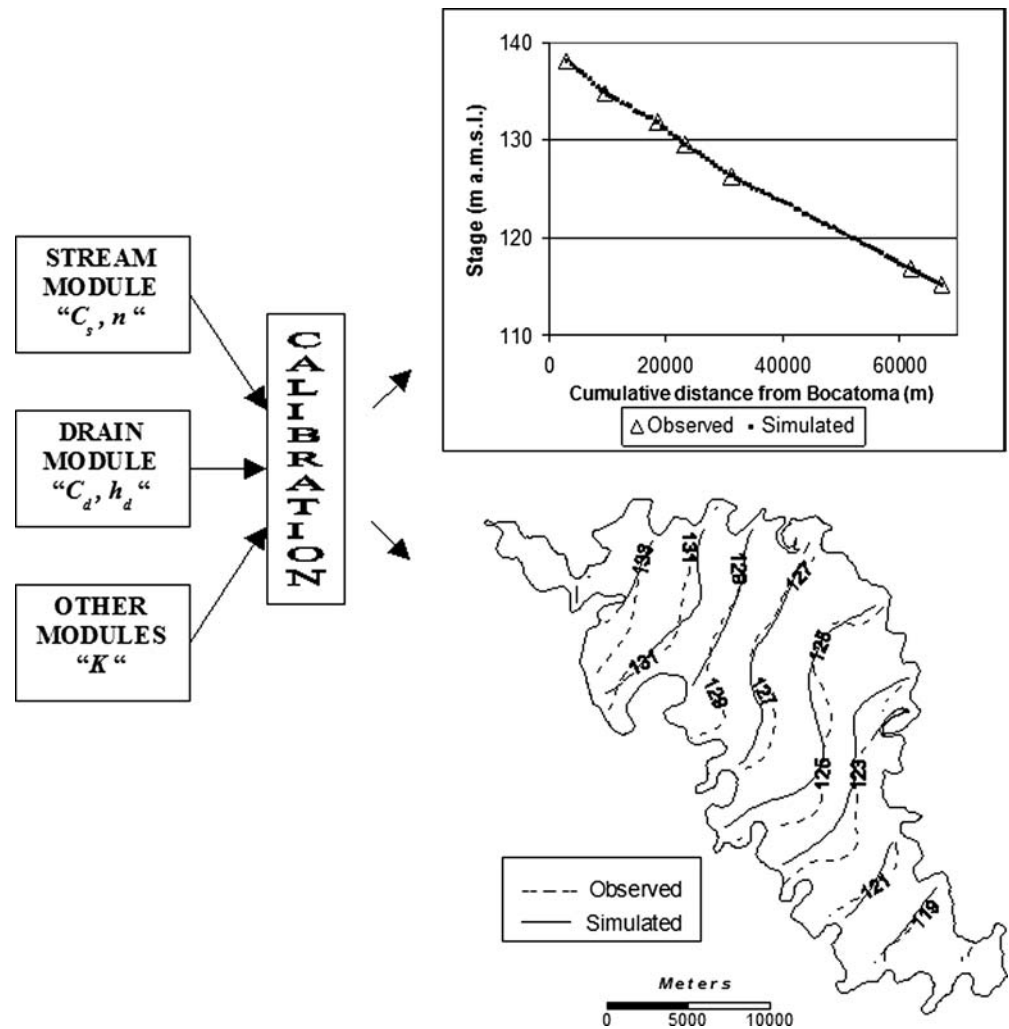 STREAM
MODULE
“Cs, n “
DRAIN
MODULE
“Cd, hd “
OTHER
MODULES
“K “
CALIBRATION
140
130
120
110
Stage (m a.m.s.l.)
0 20000 40000 60000
Cumulative distance from Bocatoma (m)
Observed Simulated
133
131
129
127
125
131
129
127
125
123
121
119
Observed
Simulated
Meters
0 5000 10000